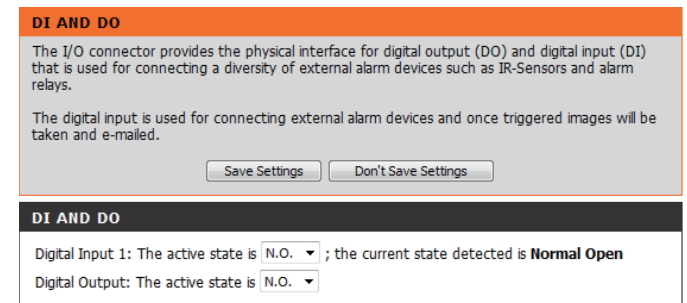 DI AND DO
The I/O connector provides the physical interface for digital output (DO) and digital input (DI)
that is used for connecting a diversity of external alarm devices such as IR-Sensors and alarm
relays.
The digital input is used for connecting external alarm devices and once triggered images will be
taken and e-mailed.
Save Settings Don't Save Settings
DI AND DO
Digital Input 1: The active state is N.O. ; the current state detected is Normal Open
Digital Output: The active state is N.O.